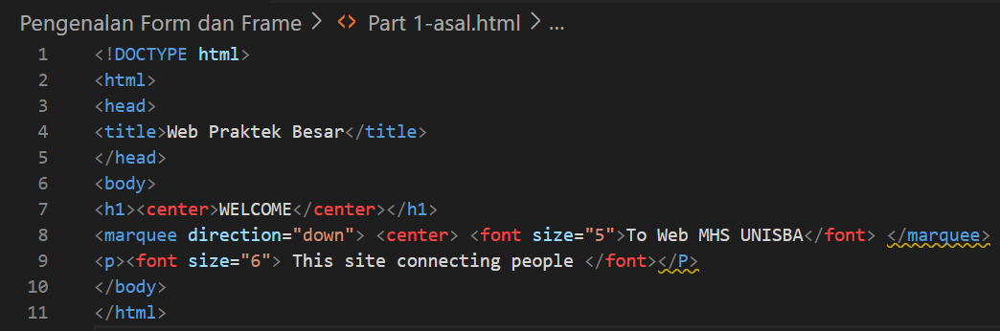 Pengenalan Form dan Frame > <> Part 1-asal.html > ...
1 <!DOCTYPE html>
2 <html>
3 <head>
4 <title>Web Praktek Besar</title>
5 </head>
6 <body>
7 <h1><center>WELCOME</center></h1>
8 <marquee direction="down"> <center> <font size="5">To Web MHS UNISBA</font> </marquee>
9 <p><font size="6"> This site connecting people </font></P>
10 </body>
11 </html>